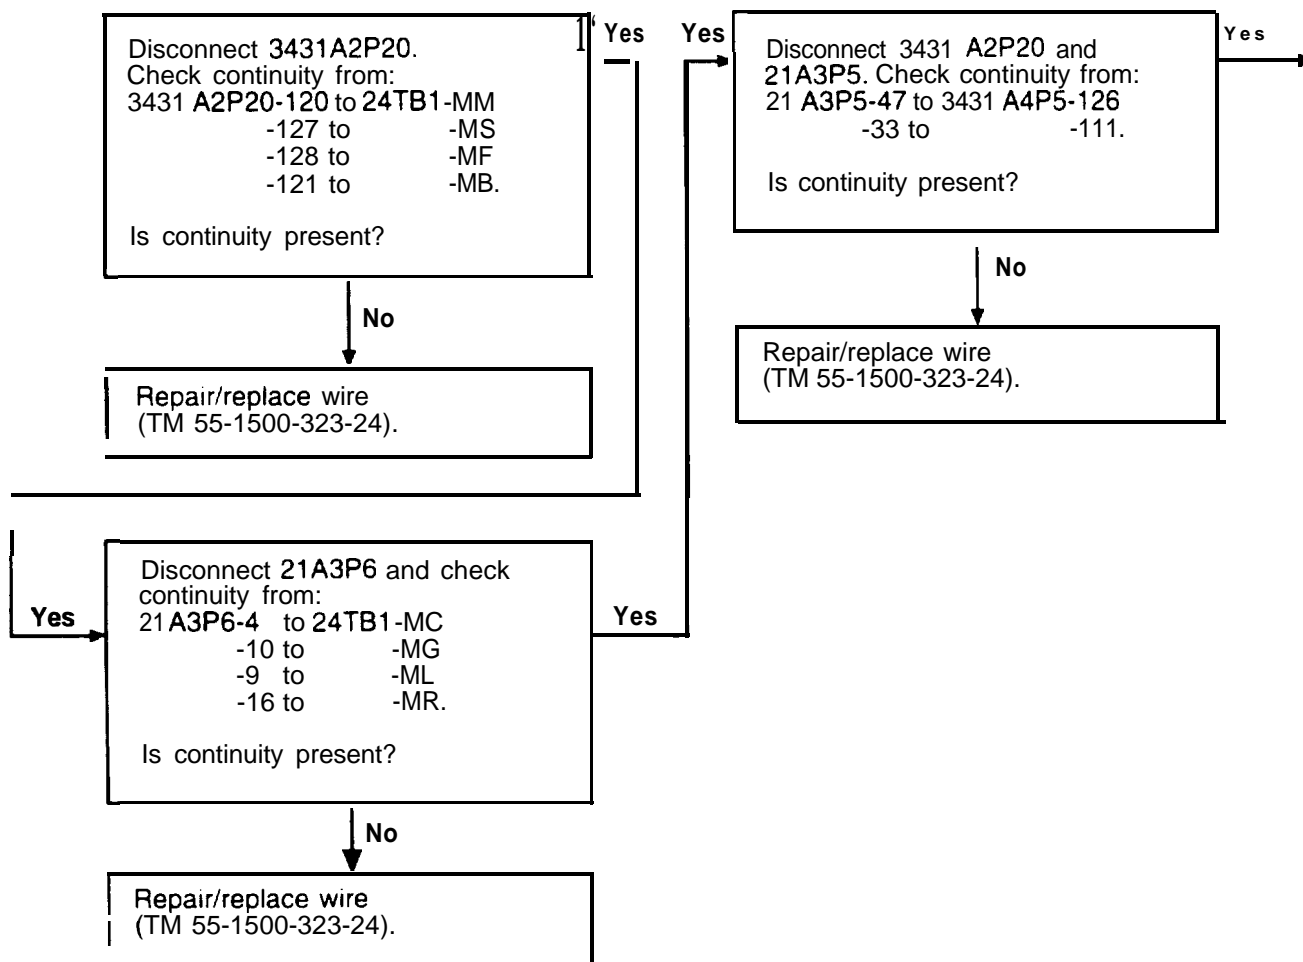 Disconnect 3431A2P20.
Check continuity from:
3431 A2P20-120 to 24TB1-MM
-127 to -MS
-128 to -MF
-121 to -MB.
Is continuity present?
Yes
No
Repair/replace wire
(TM 55-1500-323-24).
Yes
Disconnect 21A3P6 and check
continuity from:
21 A3P6-4 to 24TB1-MC
-10 to -MG
-9 to -ML
-16 to -MR.
Is continuity present?
Yes
No
Repair/replace wire
(TM 55-1500-323-24).
Yes
Disconnect 3431 A2P20 and
21A3P5. Check continuity from:
21 A3P5-47 to 3431 A4P5-126
-33 to -111.
Is continuity present?
Yes
No
Repair/replace wire
(TM 55-1500-323-24).